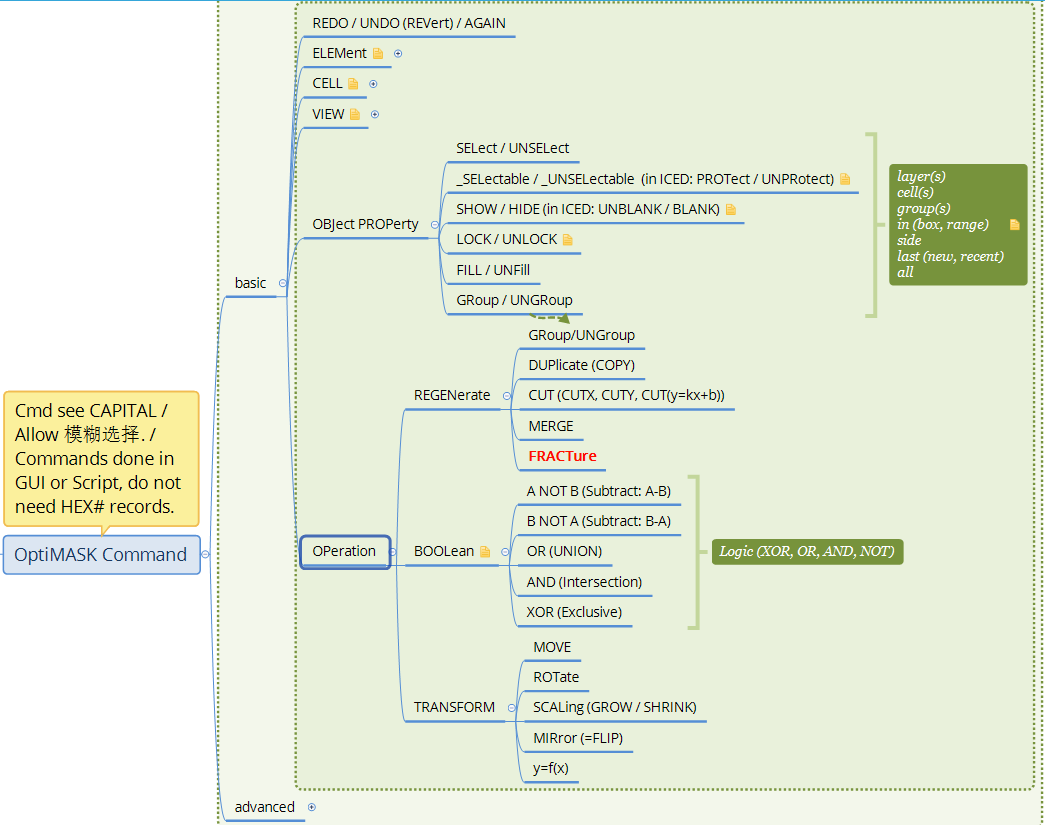 REDO / UNDO (REVert) / AGAIN
ELEMent
CELL
VIEW
SELect / UNSELect
_SELectable / _UNSELectable (in ICED: PROTect / UNPRotect)
SHOW / HIDE (in ICED: UNBLANK / BLANK)
OBJect PROPerty
LOCK / UNLOCK
FILL / UNFill
GRoup / UNGRoup
layer(s)
cell(s)
group(s)
in (box, range)
side
last (new, recent)
all
basic
GRoup/UNGroup
DUPlicate (COPY)
REGENerate
CUT (CUTX, CUTY, CUT(y=kx+b))
MERGE
FRACTure
Cmd see CAPITAL /
Allow 模糊选择. /
Commands done in
GUI or Script, do not
need HEX# records.
OptiMASK Command
A NOT B (Subtract: A-B)
B NOT A (Subtract: B-A)
OPeration
BOOLean
OR (UNION)
AND (Intersection)
XOR (Exclusive)
Logic (XOR, OR, AND, NOT)
MOVE
ROTate
TRANSFORM
SCALing (GROW / SHRINK)
MIRror (=FLIP)
y=f(x)
advanced